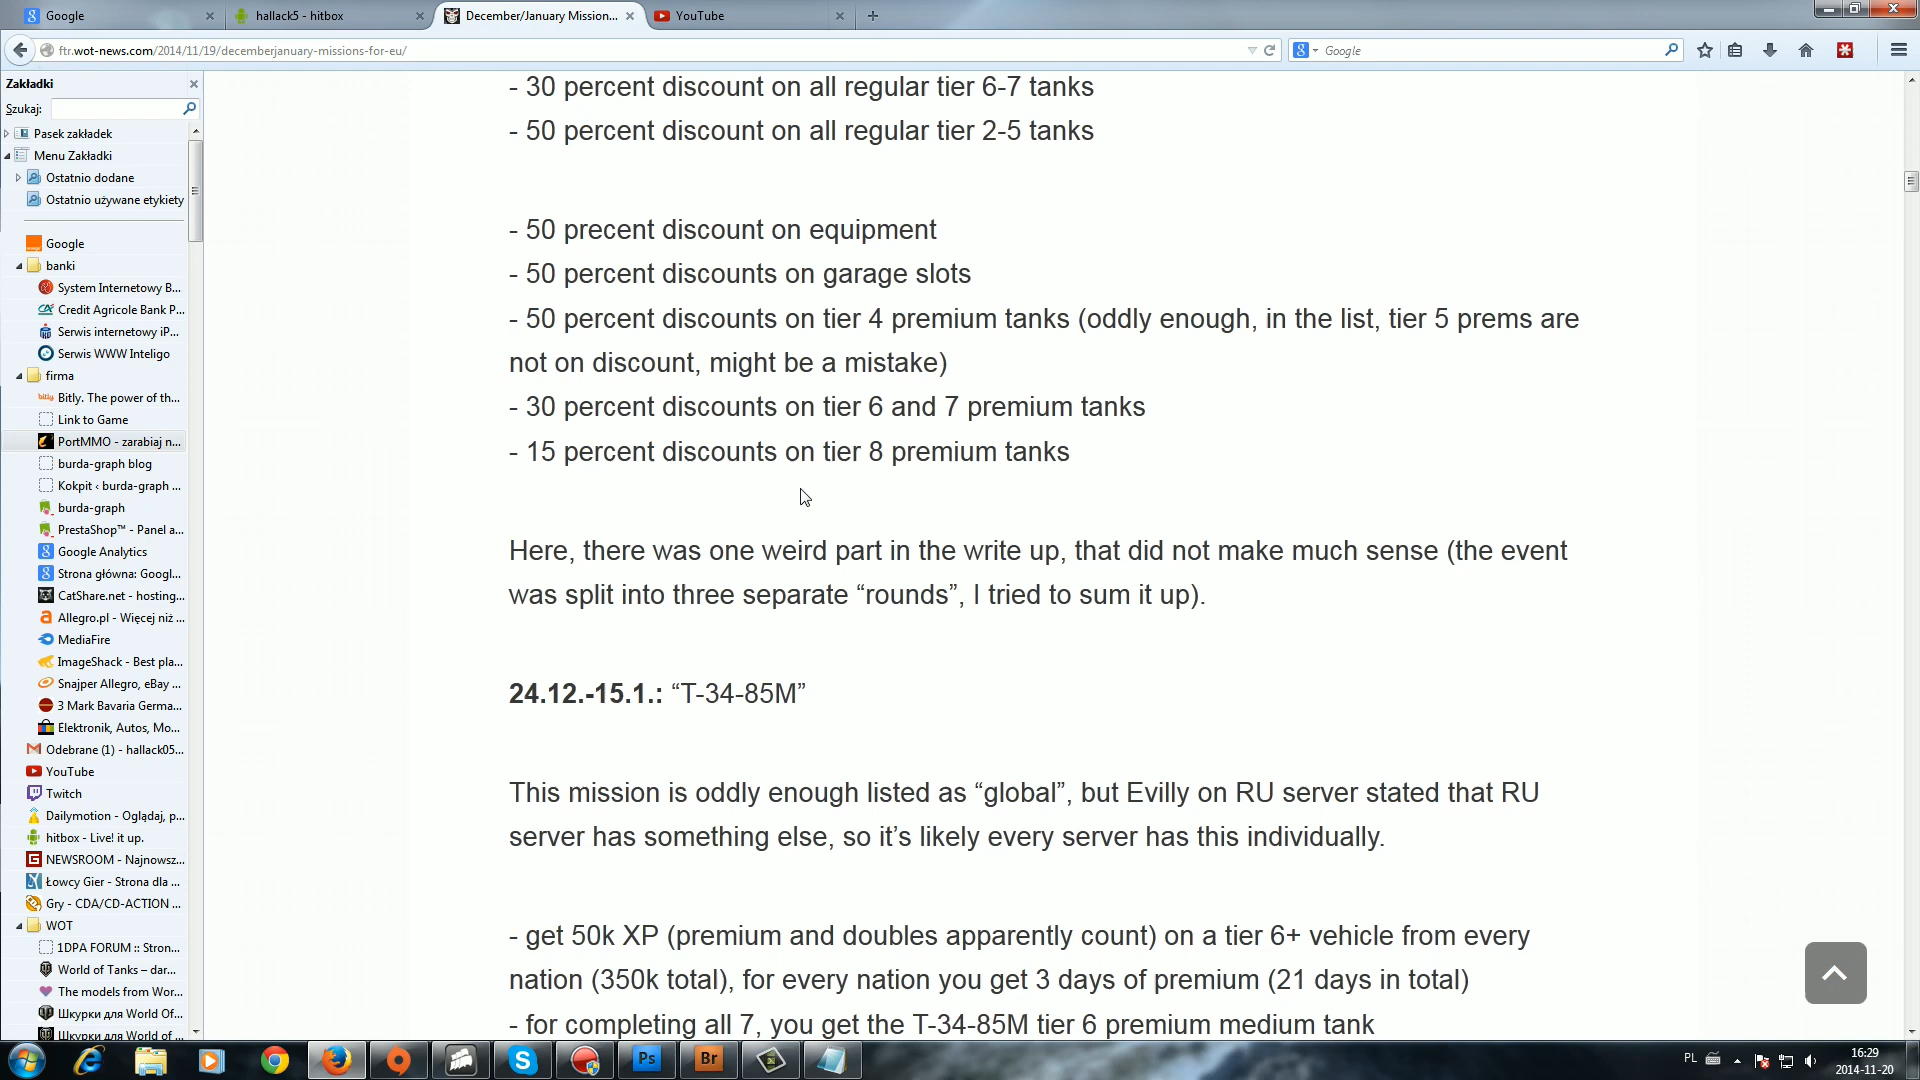 Google
hallack5 - hitbox
December/January Mission...
YouTube
ftr.wot-news.com/2014/11/19/decemberjanuary-missions-for-eu/
Google
Zakładki
Szukaj:
Pasek zakładek
Menu Zakładki
Ostatnio dodane
Ostatnio używane etykiety
Google
banki
System Internetowy B...
Credit Agricole Bank P...
Serwis internetowy iP...
Serwis WWW Inteligo
firma
Bitly. The power of th...
Link to Game
PortMMO - zarabiaj n...
burda-graph blog
Kokpit ‹ burda-graph ...
burda-graph
PrestaShop™ - Panel a...
Google Analytics
Strona główna: Googl...
CatShare.net - hosting...
Allegro.pl - Więcej niż ...
MediaFire
ImageShack - Best pla...
Snajper Allegro, eBay ...
3 Mark Bavaria Germa...
Elektronik, Autos, Mo...
Odebrane (1) - hallack05...
YouTube
Twitch
Dailymotion - Oglądaj, p...
hitbox - Live! it up.
NEWSROOM - Najnowsz...
Łowcy Gier - Strona dla ...
Gry - CDA/CD-ACTION ...
WOT
1DPA FORUM :: Stron...
World of Tanks – dar...
The models from Wor...
Шкурки для World Of...
Шкурки для World of ...
- 30 percent discount on all regular tier 6-7 tanks
- 50 percent discount on all regular tier 2-5 tanks
- 50 precent discount on equipment
- 50 percent discounts on garage slots
- 50 percent discounts on tier 4 premium tanks (oddly enough, in the list, tier 5 prems are
not on discount, might be a mistake)
- 30 percent discounts on tier 6 and 7 premium tanks
- 15 percent discounts on tier 8 premium tanks
Here, there was one weird part in the write up, that did not make much sense (the event
was split into three separate “rounds”, I tried to sum it up).
24.12.-15.1.: “T-34-85M”
This mission is oddly enough listed as “global”, but Evilly on RU server stated that RU
server has something else, so it’s likely every server has this individually.
- get 50k XP (premium and doubles apparently count) on a tier 6+ vehicle from every
nation (350k total), for every nation you get 3 days of premium (21 days in total)
- for completing all 7, you get the T-34-85M tier 6 premium medium tank
Ps
Br
PL
16:29
2014-11-20